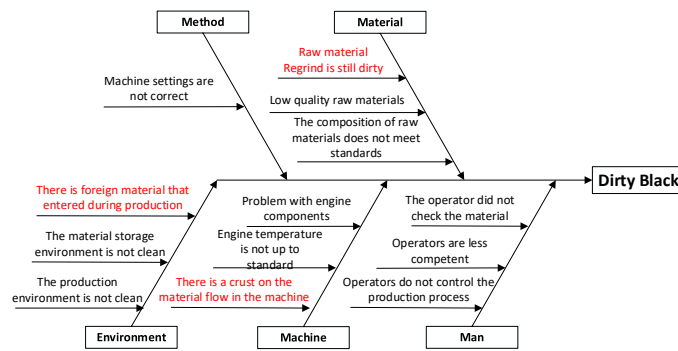 Method
Material
Raw material
Regrind is still dirty
Machine settings are
not correct
Low quality raw materials
The composition of raw
materials does not meet
standards
Dirty Black
There is foreign material that
entered during production
The material storage
environment is not clean
The production
environment is not clean
Problem with engine
components
Engine temperature
is not up to
standard
There is a crust on the
material flow in the machine
The operator did not
check the material
Operators are less
competent
Operators do not control the
production process
Environment
Machine
Man